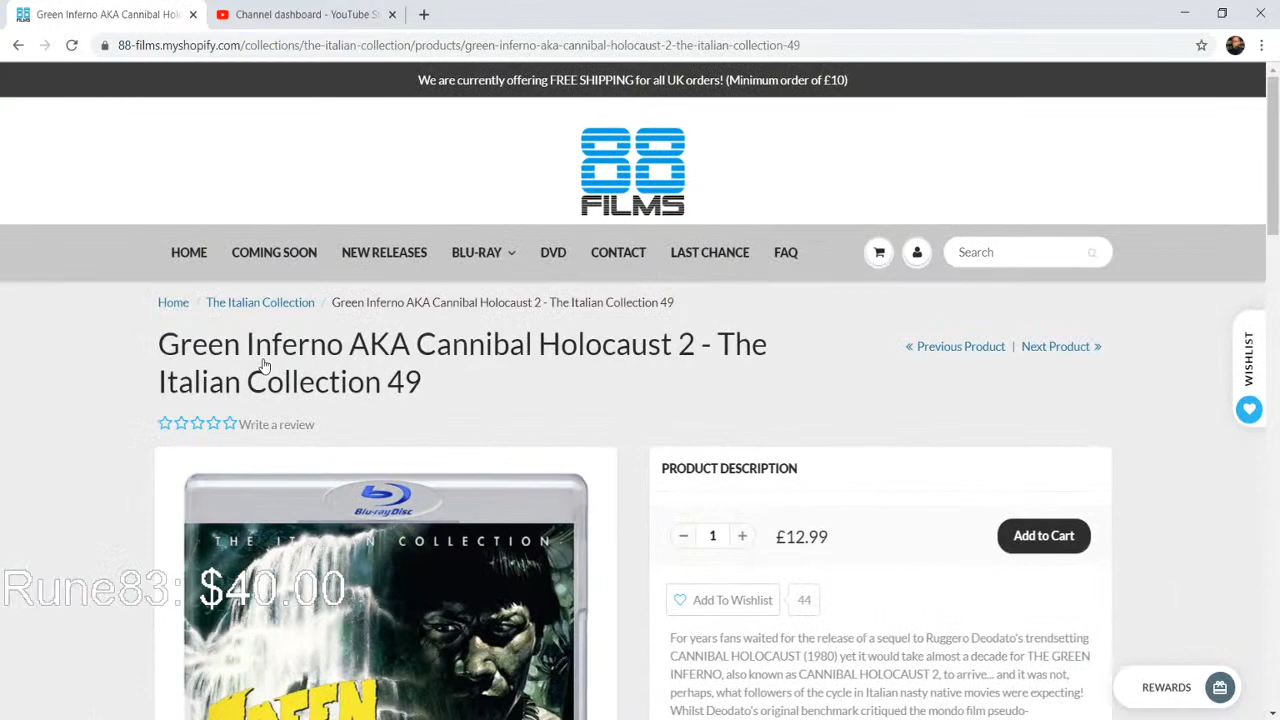 Green Inferno AKA Cannibal Hol
Channel dashboard - YouTube S
88-films.myshopify.com/collections/the-italian-collection/products/green-inferno-aka-cannibal-holocaust-2-the-italian-collection-49
We are currently offering FREE SHIPPING for all UK orders! (Minimum order of £10)
88
FILMS
HOME COMING SOON NEW RELEASES BLU-RAY DVD CONTACT LAST CHANCE FAQ Search
Home / The Italian Collection / Green Inferno AKA Cannibal Holocaust 2 - The Italian Collection 49
Green Inferno AKA Cannibal Holocaust 2 - The
Italian Collection 49
« Previous Product | Next Product »
WISHLIST
Write a review
PRODUCT DESCRIPTION
Blu-ray Disc
THE ITALIAN COLLECTION
GREEN
Rune83: $40.00
− 1 + £12.99 Add to Cart
Add To Wishlist 44
For years fans waited for the release of a sequel to Ruggero Deodato's trendsetting
CANNIBAL HOLOCAUST (1980) yet it would take almost a decade for THE GREEN
INFERNO, also known as CANNIBAL HOLOCAUST 2, to arrive... and it was not,
perhaps, what followers of the cycle in Italian nasty native movies were expecting!
Whilst Deodato's original benchmark critiqued the mondo film pseudo-
REWARDS